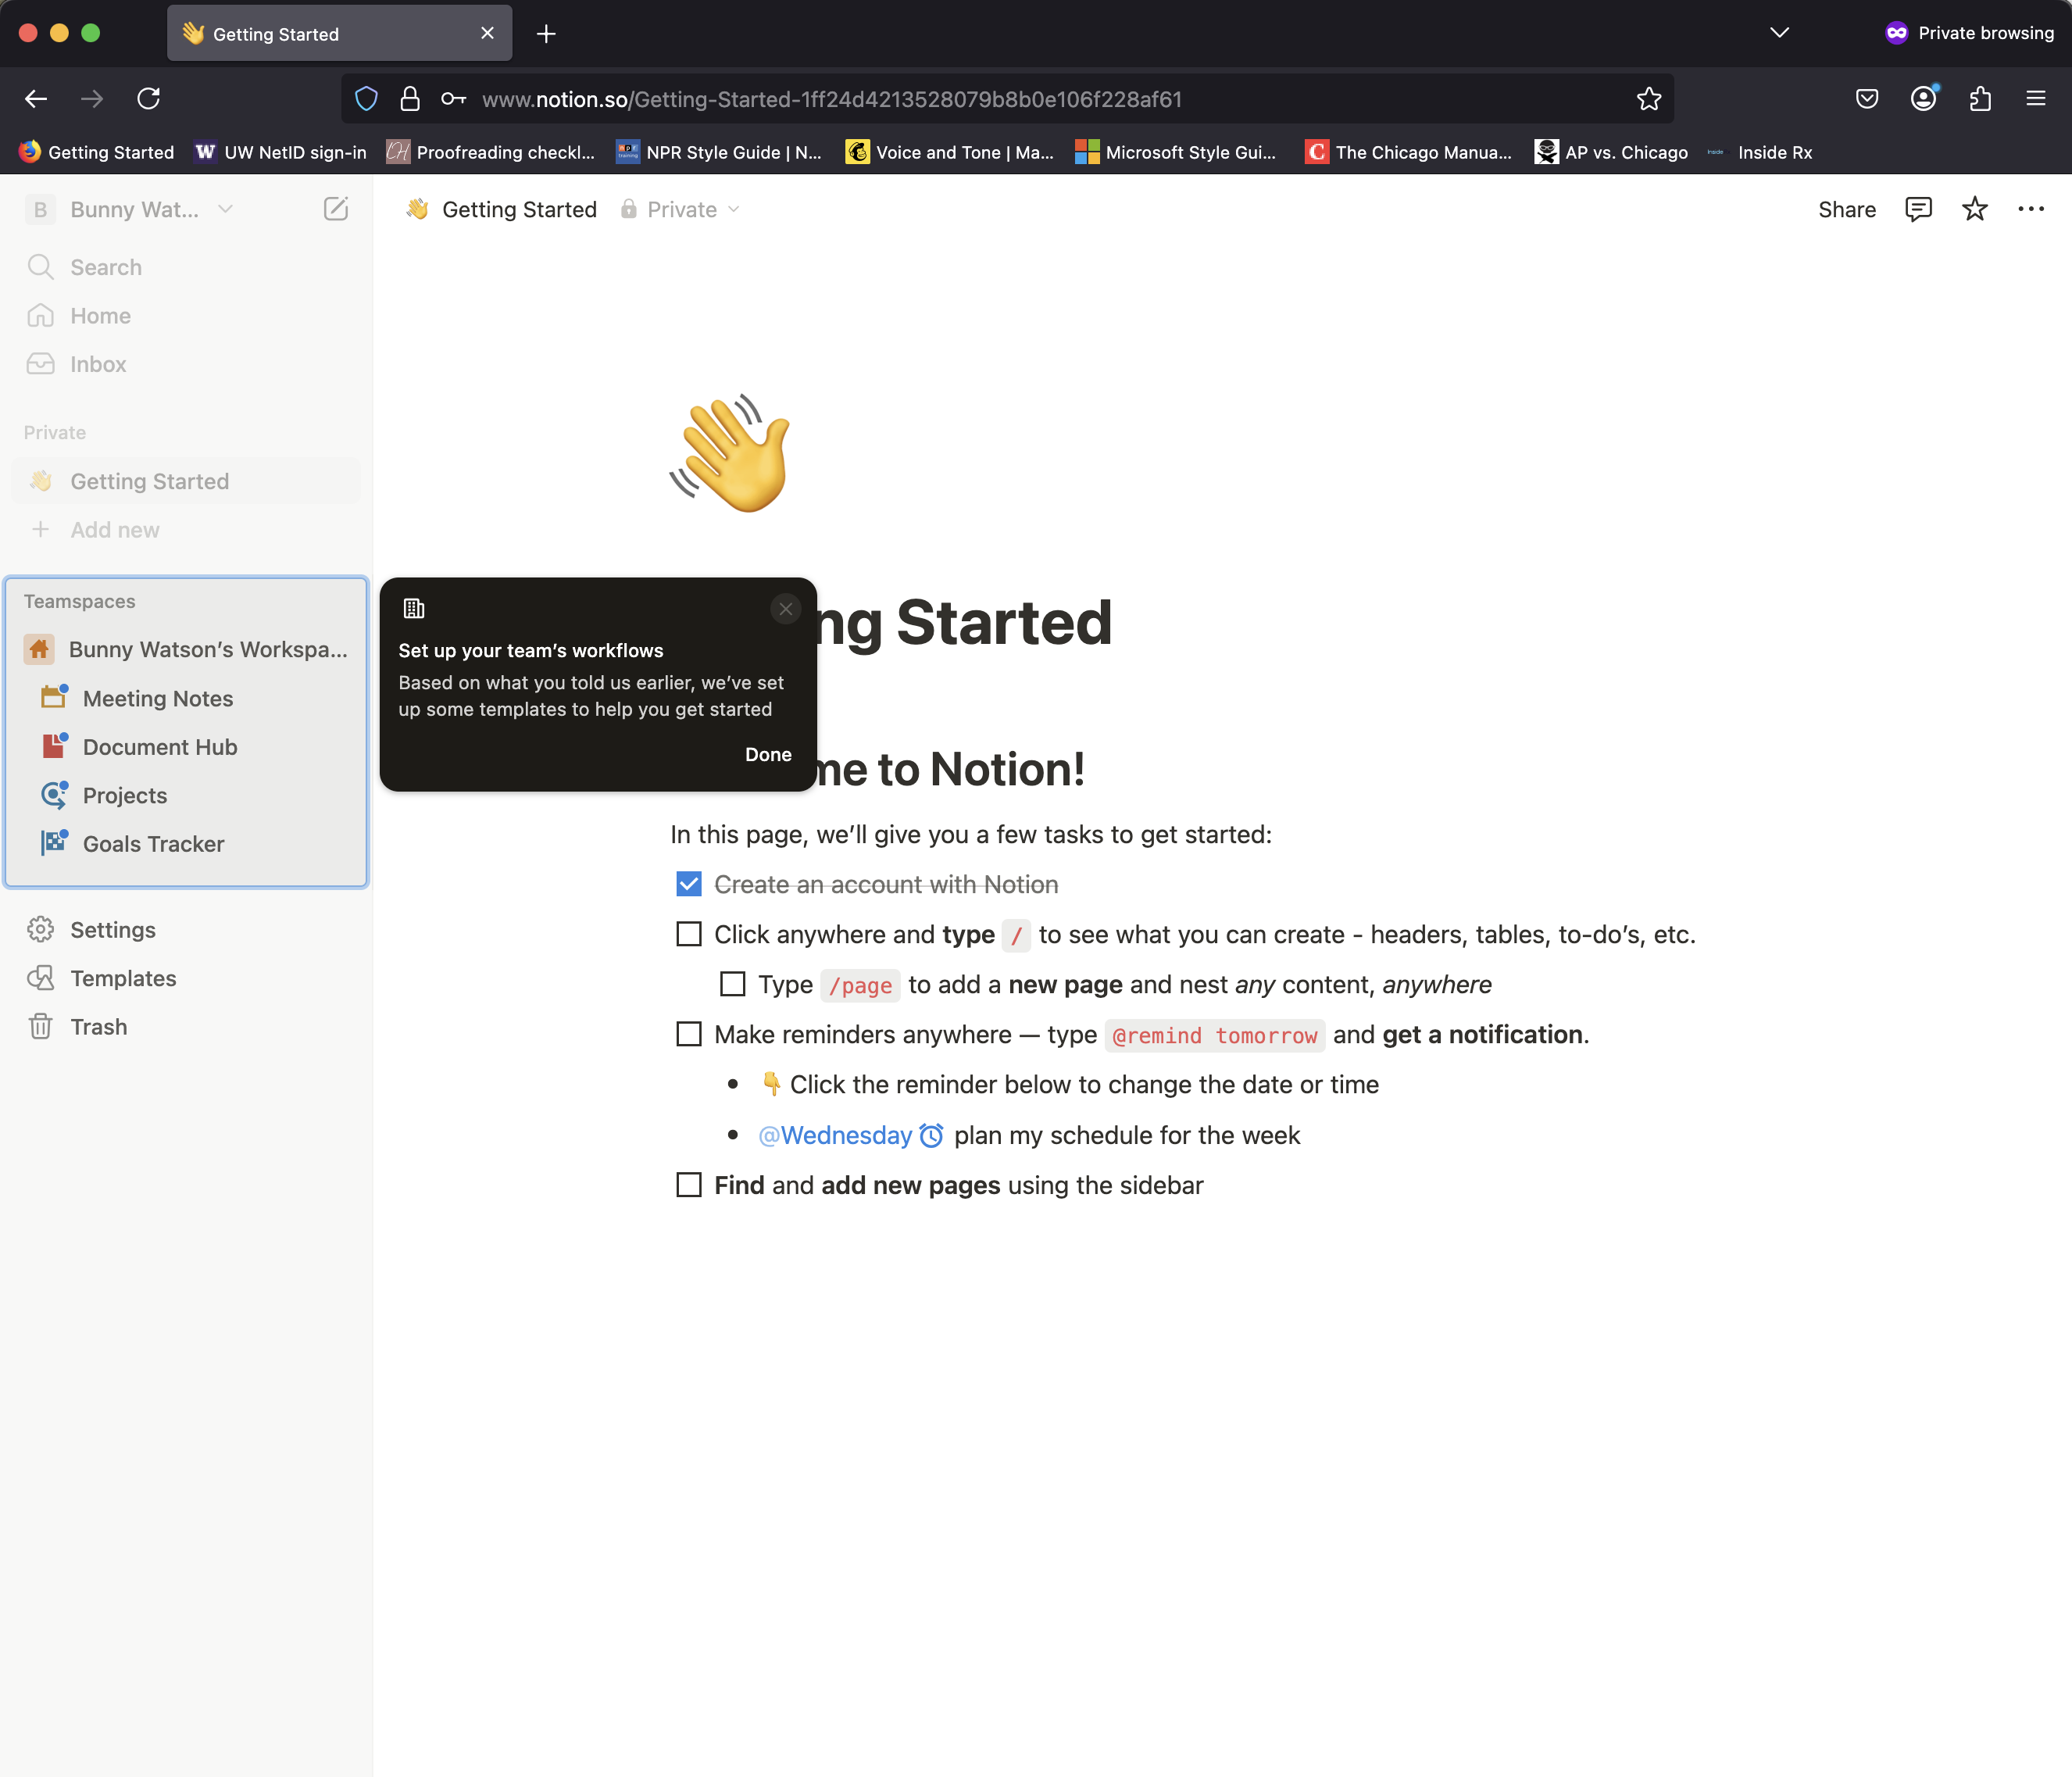 Getting Started
Private browsing
www.notion.so/Getting-Started-1ff24d4213528079b8b0e106f228af61
Getting Started
UW NetID sign-in
Proofreading checkl...
NPR Style Guide | N...
Voice and Tone | Ma...
Microsoft Style Gui...
The Chicago Manua...
AP vs. Chicago
Inside Rx
B Bunny Wat...
Search
Home
Inbox
Private
Getting Started
Add new
Teamspaces
Bunny Watson’s Workspa...
Meeting Notes
Document Hub
Projects
Goals Tracker
Settings
Templates
Trash
Getting Started Private
Share
Set up your team’s workflows
Based on what you told us earlier, we’ve set
up some templates to help you get started
Done
ng Started
me to Notion!
In this page, we’ll give you a few tasks to get started:
Create an account with Notion
Click anywhere and type / to see what you can create - headers, tables, to-do’s, etc.
Type /page to add a new page and nest any content, anywhere
Make reminders anywhere — type @remind tomorrow and get a notification.
Click the reminder below to change the date or time
@Wednesday plan my schedule for the week
Find and add new pages using the sidebar